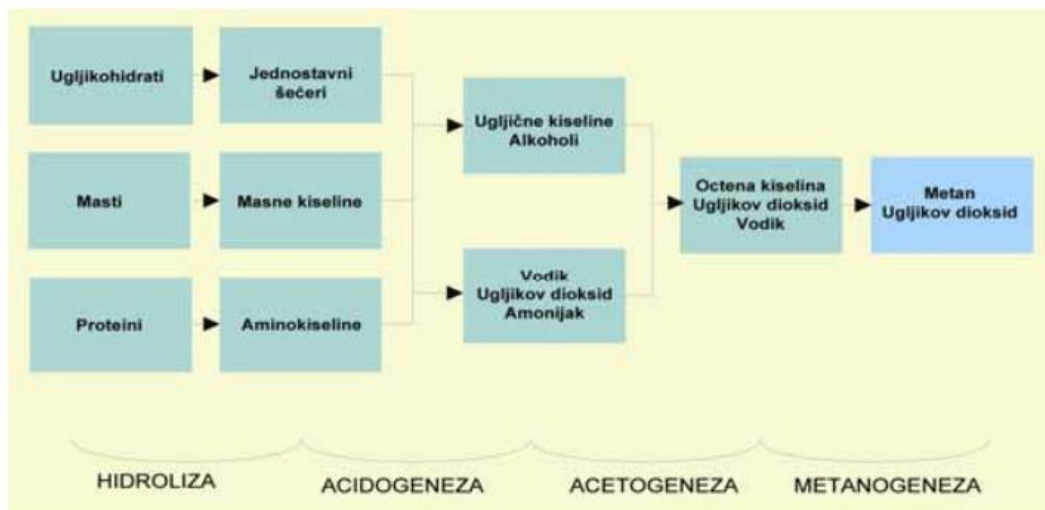 Ugljikohidrati
Jednostavni
šećeri
Ugljične kiseline
Alkoholi
Masti
Masne kiseline
Octena kiselina
Ugljikov dioksid
Vodik
Metan
Ugljikov dioksid
Proteini
Aminokiseline
Vodik
Ugljikov dioksid
Amonijak
HIDROLIZA
ACIDOGENEZA
ACETOGENEZA
METANOGENEZA